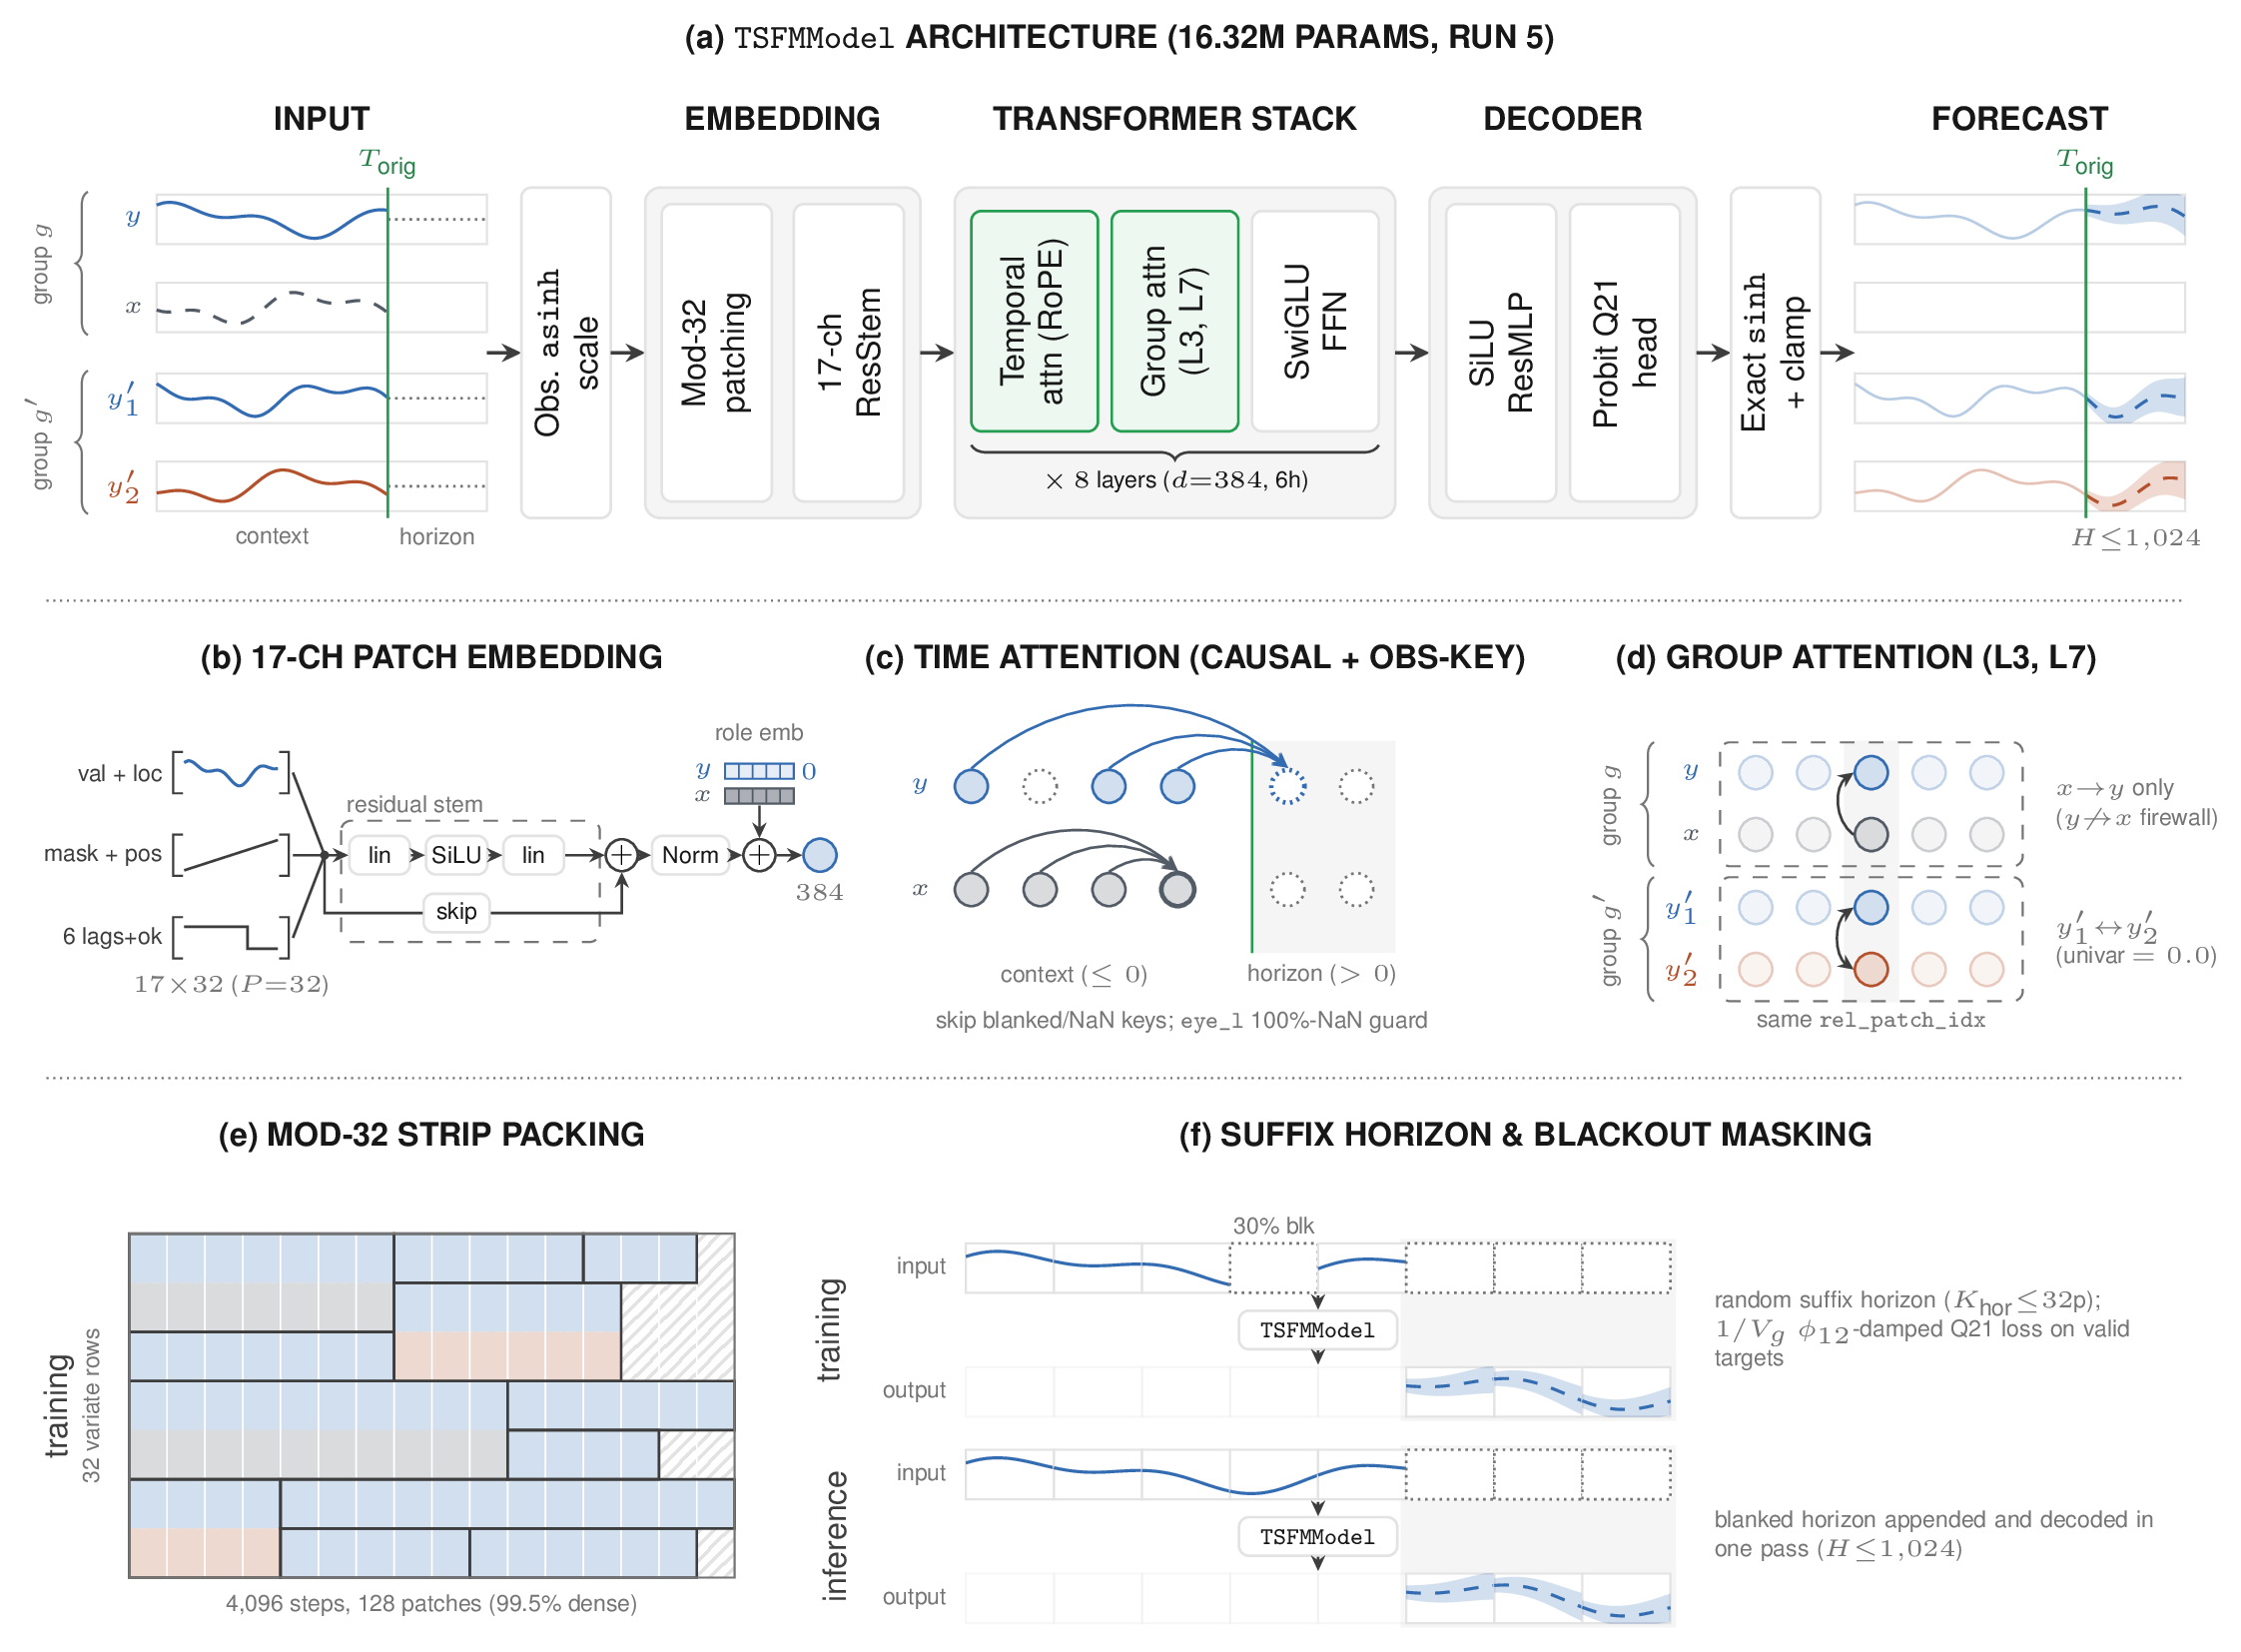 (a) TSFMModel ARCHITECTURE (16.32M PARAMS, RUN 5)
INPUT
EMBEDDING
TRANSFORMER STACK
DECODER
FORECAST
T_orig
T_orig
group g
y
x
group g′
y′₁
y′₂
context
horizon
Obs. asinh
scale
Mod-32
patching
17-ch
ResStem
Temporal
attn (RoPE)
Group attn
(L3, L7)
SwiGLU
FFN
× 8 layers (d=384, 6h)
SiLU
ResMLP
Probit Q21
head
Exact sinh
+ clamp
H ≤ 1,024
(b) 17-CH PATCH EMBEDDING
val + loc
mask + pos
6 lags+ok
17×32 (P=32)
residual stem
lin
SiLU
lin
skip
Norm
role emb
y
0
x
384
(c) TIME ATTENTION (CAUSAL + OBS-KEY)
y
x
context (≤ 0)
horizon (> 0)
skip blanked/NaN keys; eye_l 100%-NaN guard
(d) GROUP ATTENTION (L3, L7)
group g
y
x
x→y only
(y↛x firewall)
group g′
y′₁
y′₂
y′₁↔y′₂
(univar = 0.0)
same rel_patch_idx
(e) MOD-32 STRIP PACKING
training
32 variate rows
4,096 steps, 128 patches (99.5% dense)
(f) SUFFIX HORIZON & BLACKOUT MASKING
training
30% blk
input
TSFMModel
output
random suffix horizon (K_hor ≤ 32p);
1/V_g ϕ₁₂-damped Q21 loss on valid
targets
inference
input
TSFMModel
output
blanked horizon appended and decoded in
one pass (H ≤ 1,024)